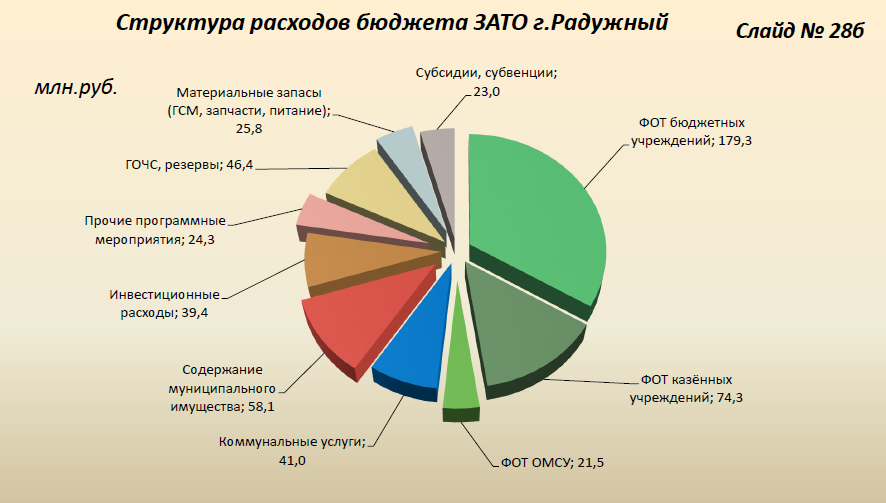 Структура расходов бюджета ЗАТО г.Радужный
Слайд № 28б
млн.руб.
Субсидии, субвенции;
23,0
Материальные запасы
(ГСМ, запчасти, питание);
25,8
ФОТ бюджетных
учреждений; 179,3
ГОЧС, резервы; 46,4
Прочие программные
мероприятия; 24,3
Инвестиционные
расходы; 39,4
Содержание
муниципального
имущества; 58,1
ФОТ казённых
учреждений; 74,3
Коммунальные услуги;
41,0
ФОТ ОМСУ; 21,5